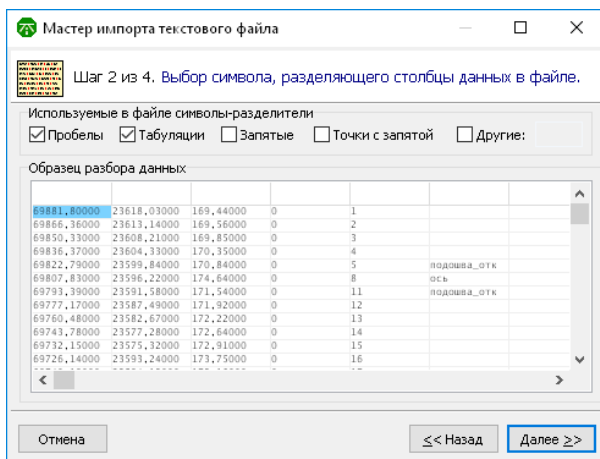 Мастер импорта текстового файла
Шаг 2 из 4. Выбор символа, разделяющего столбцы данных в файле.
Используемые в файле символы-разделители
Пробелы Табуляции Запятые Точки с запятой Другие:
Образец разбора данных
69881,80000 23618,03000 169,44000 0 1
69866,36000 23613,14000 169,56000 0 2
69850,33000 23608,21000 169,85000 0 3
69836,37000 23604,33000 170,35000 0 4
69822,79000 23599,84000 170,84000 0 5 подошва_отк
69807,83000 23596,22000 174,64000 0 8 ось
69793,39000 23591,58000 171,54000 0 11 подошва_отк
69777,17000 23587,49000 171,92000 0 12
69760,48000 23582,67000 172,22000 0 13
69743,78000 23577,28000 172,64000 0 14
69732,15000 23575,32000 172,91000 0 15
69726,14000 23593,24000 173,75000 0 16
Отмена << Назад Далее >>